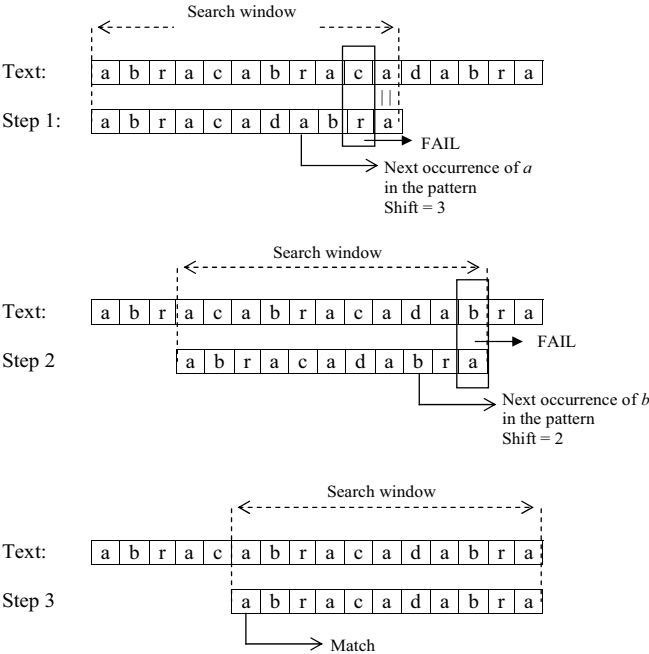 Search window
Text: a b r a c a b r a c a d a b r a
||
Step 1: a b r a c a d a b r a
FAIL
Next occurrence of a
in the pattern
Shift = 3
Search window
Text: a b r a c a b r a c a d a b r a
FAIL
Step 2 a b r a c a d a b r a
Next occurrence of b
in the pattern
Shift = 2
Search window
Text: a b r a c a b r a c a d a b r a
Step 3 a b r a c a d a b r a
Match